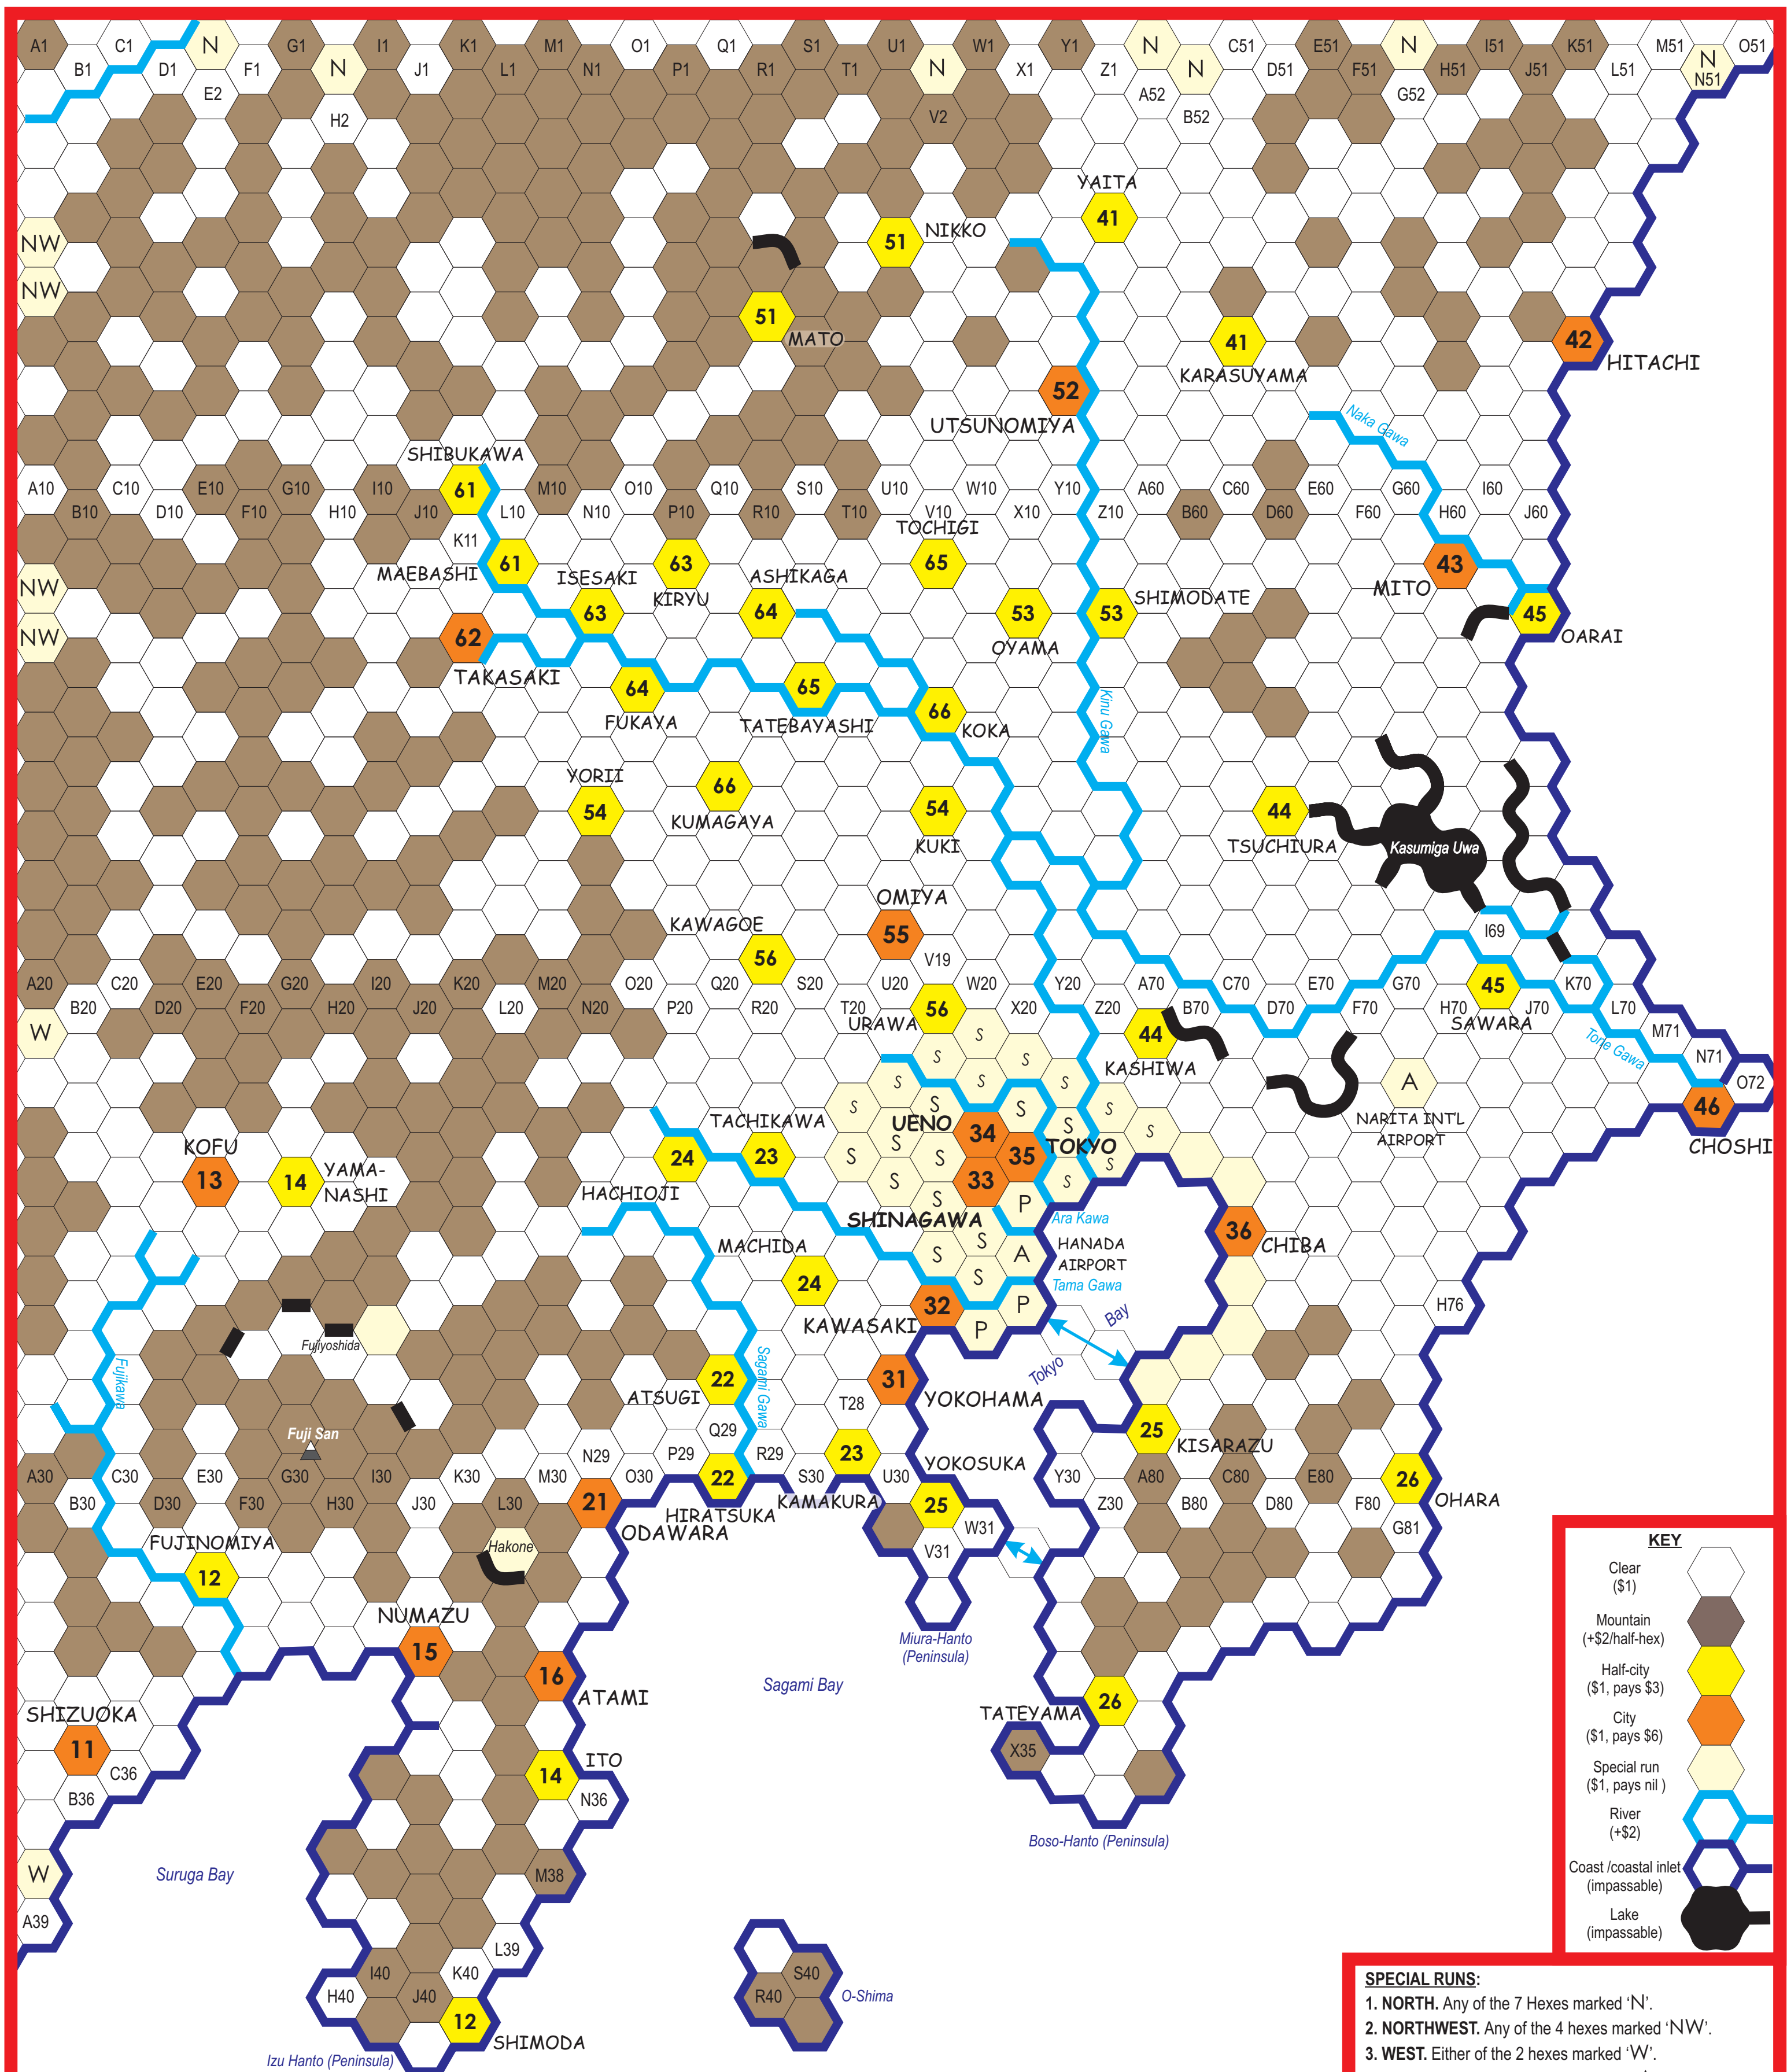 A1 C1 N G1 I1 K1 M1 O1 Q1 S1 U1 W1 Y1 N C51 E51 N I51 K51 M51 O51
B1 D1 F1 N J1 L1 N1 P1 R1 T1 N X1 Z1 N D51 F51 H51 J51 L51 N
N51
E2 A52 G52
H2 V2 B52
YAITA
41
NIKKO
NW 51
NW
51
MATO
42
41
HITACHI
KARASUYAMA
52
Naka Gawa
UTSUNOMIYA
SHIBUKAWA
A10 C10 E10 G10 I10 61 M10 O10 Q10 S10 U10 W10 Y10 A60 C60 E60 G60 I60
B10 D10 F10 H10 J10 L10 N10 P10 R10 T10 V10 X10 Z10 B60 D60 F60 H60 J60
TOCHIGI
K11
61 63 65 43
MAEBASHI ISESAKI ASHIKAGA
NW MITO
KIRYU SHIMODATE
63 64 53 53 45
NW 62 OARAI
OYAMA
TAKASAKI
64 65
66
FUKAYA TATEBAYASHI KOKA
Kinu Gawa
YORII
66
54 54 44
KUMAGAYA
KUKI TSUCHIURA Kasumiga Uwa
OMIYA
KAWAGOE
55 I69
56 V19
A20 C20 E20 G20 I20 K20 M20 O20 Q20 S20 U20 W20 Y20 A70 C70 E70 G70 45 K70
B20 D20 F20 H20 J20 L20 N20 P20 R20 T20 56 X20 Z20 B70 D70 F70 H70 J70 L70
URAWA SAWARA
W S 44 M71
Tone Gawa
S S N71
KASHIWA
S S S A O72
S S S S 46
TACHIKAWA
UENO 34 S NARITA INT'L
AIRPORT
KOFU S S TOKYO CHOSHI
24 23 S S 35 S
13 14 YAMA-
NASHI
S 33 S
HACHIOJI
S P
SHINAGAWA Ara Kawa
36
MACHIDA S S A HANADA
AIRPORT
CHIBA
24 S Tama Gawa
32 P H76
KAWASAKI P Bay
Fujiyoshida
Tokyo
Fujikawa
Sagami Gawa
22 31
ATSUGI T28 YOKOHAMA
Q29 25
Fuji San KISARAZU
N29 P29 R29 23
YOKOSUKA
A30 C30 E30 G30 I30 K30 M30 O30 22 S30 U30 Y30 A80 C80 E80 26
B30 D30 F30 H30 J30 L30 21 KAMAKURA 25 Z30 B80 D80 F80 OHARA
HIRATSUKA
ODAWARA W31 G81
FUJINOMIYA Hakone V31
12
NUMAZU
Miura-Hanto
(Peninsula)
15
16 Sagami Bay
ATAMI 26
SHIZUOKA TATEYAMA
11 X35
ITO
C36 14
B36 N36
Boso-Hanto (Peninsula)
W Suruga Bay M38
A39
L39
I40 K40 S40
H40 J40 R40 O-Shima
12
SHIMODA
Izu Hanto (Peninsula)
KEY
Clear
($1)
Mountain
(+$2/half-hex)
Half-city
($1, pays $3)
City
($1, pays $6)
Special run
($1, pays nil )
River
(+$2)
Coast /coastal inlet
(impassable)
Lake
(impassable)
SPECIAL RUNS:
1. NORTH. Any of the 7 Hexes marked ‘N’.
2. NORTHWEST. Any of the 4 hexes marked ‘NW’.
3. WEST. Either of the 2 hexes marked ‘W’.